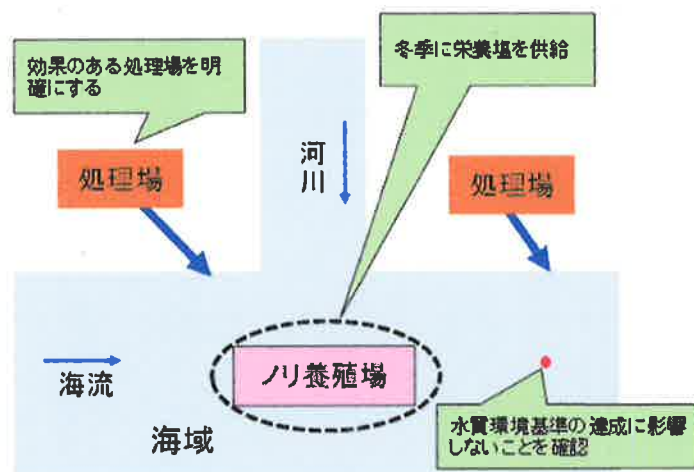 効果のある処理場を明
確にする
冬季に栄養塩を供給
処理場
河川
処理場
海流
ノリ養殖場
海域
水質環境基準の達成に影響
しないことを確認